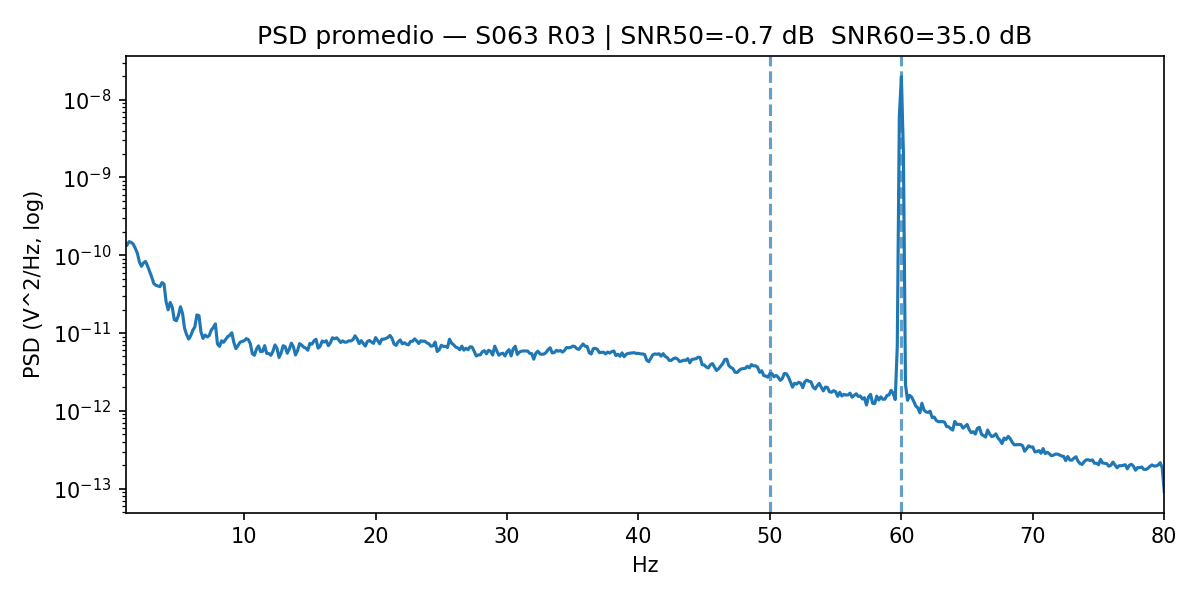 PSD promedio — S063 R03 | SNR50=-0.7 dB  SNR60=35.0 dB
PSD (V^2/Hz, log)
10⁻⁸
10⁻⁹
10⁻¹⁰
10⁻¹¹
10⁻¹²
10⁻¹³
10 20 30 40 50 60 70 80
Hz